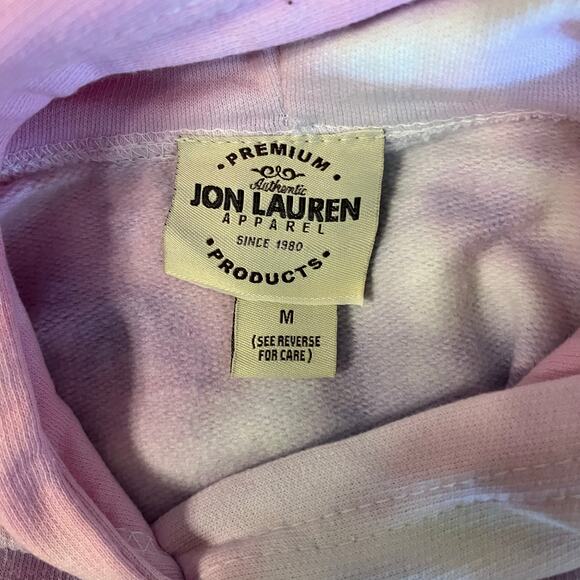 • PREMIUM •
Authentic
JON LAUREN
APPAREL
SINCE 1980
• PRODUCTS •
M
(SEE REVERSE
FOR CARE)